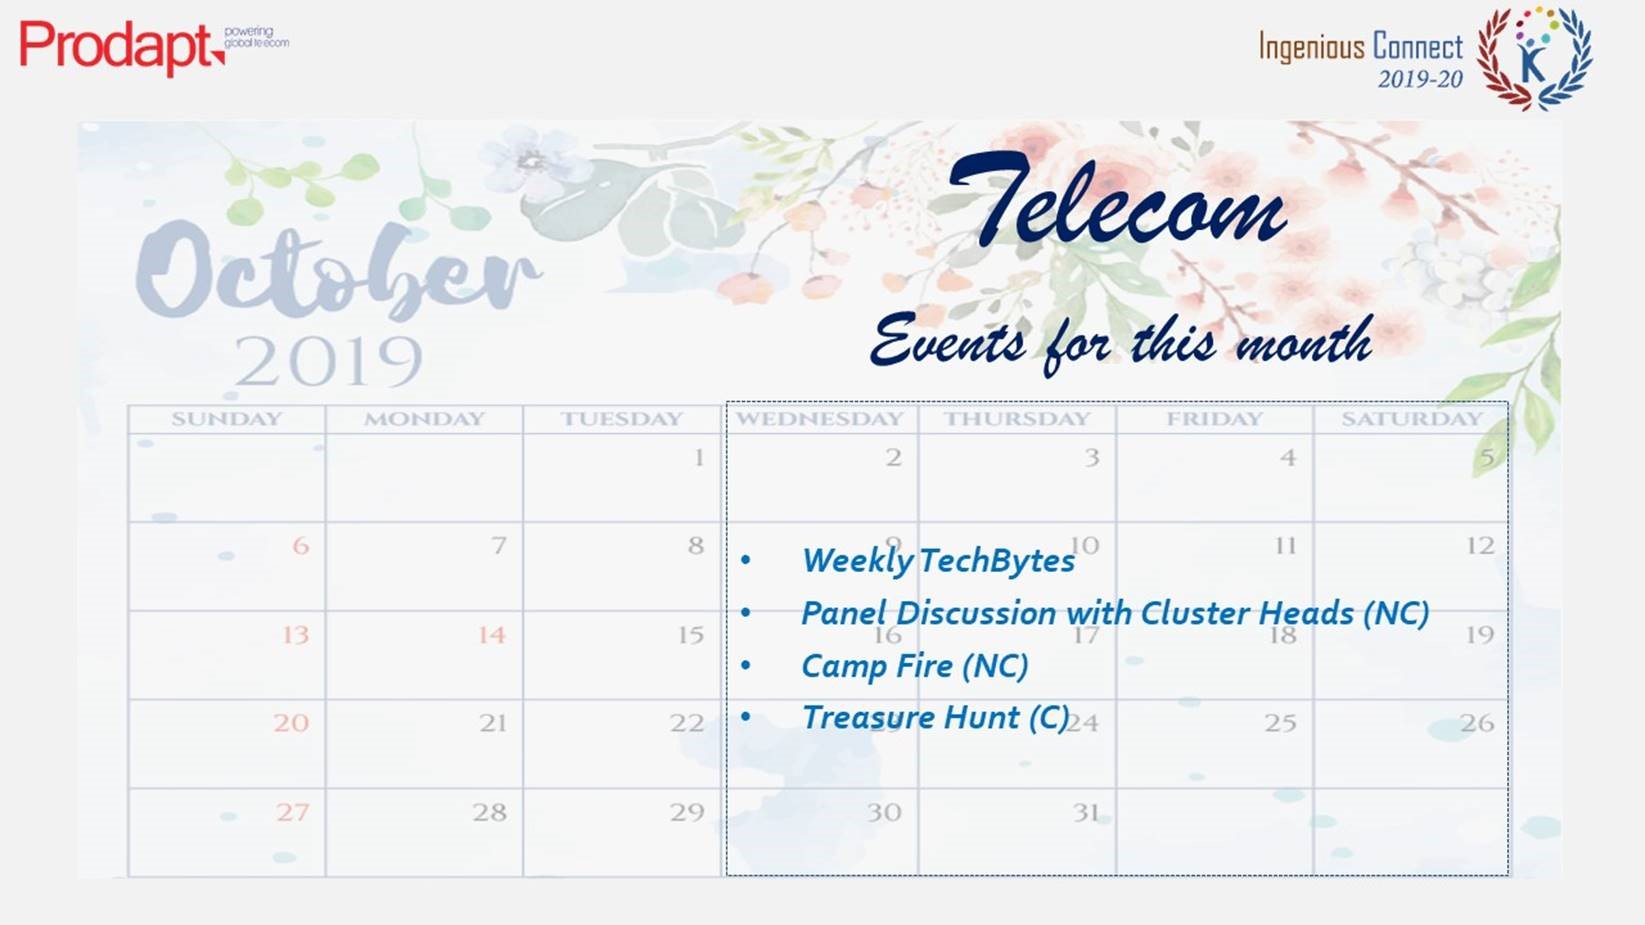 Prodapt
powering
global telecom
Ingenious Connect
2019-20
K
October
2019
Telecom
Events for this month
SUNDAY MONDAY TUESDAY WEDNESDAY THURSDAY FRIDAY SATURDAY
1 2 3 4 5
6 7 8 9 10 11 12
• Weekly TechBytes
• Panel Discussion with Cluster Heads (NC)
13 14 15 16 17 18 19
• Camp Fire (NC)
• Treasure Hunt (C)
20 21 22 23 24 25 26
27 28 29 30 31